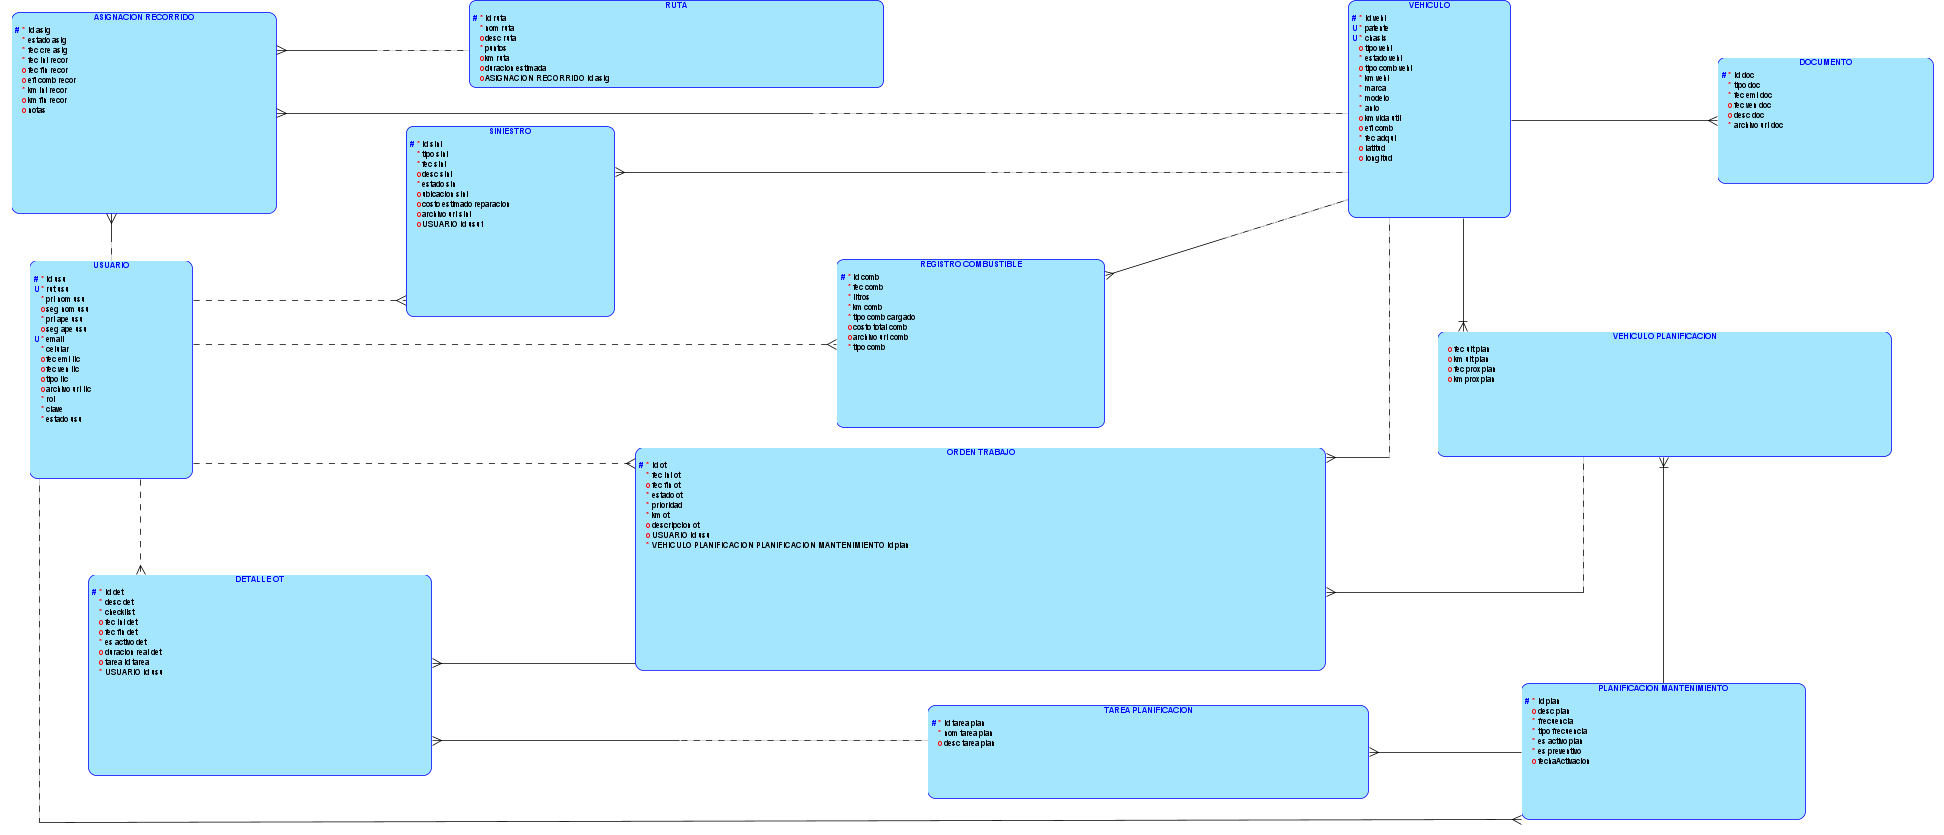 ASIGNACION RECORRIDO
# * id asig
* estado asig
* fec cre asig
* fec ini recor
o fec fin recor
o efi comb recor
* km ini recor
o km fin recor
o notas
RUTA
# * id ruta
* nom ruta
o desc ruta
* puntos
o km ruta
o duracion estimada
o ASIGNACION RECORRIDO id asig
VEHICULO
# * id vehi
U * patente
U * chasis
o tipo vehi
* estado vehi
o tipo comb vehi
* km vehi
* marca
* modelo
* anio
o km vida util
o efi comb
* fec adqui
o latitud
o longitud
DOCUMENTO
# * id doc
* tipo doc
* fec emi doc
o fec ven doc
o desc doc
* archivo url doc
SINIESTRO
# * id sini
* tipo sini
* fec sini
o desc sini
* estado sin
o ubicacion sini
o costo estimado reparacion
o archivo url sini
o USUARIO id usu1
USUARIO
# * id usu
U * rut usu
* pri nom usu
o seg nom usu
* pri ape usu
o seg ape usu
U * email
* celular
o fec emi lic
o fec ven lic
o tipo lic
o archivo url lic
* rol
* clave
* estado usu
REGISTRO COMBUSTIBLE
# * id comb
* fec comb
* litros
* km comb
* tipo comb cargado
o costo total comb
o archivo url comb
* tipo comb
VEHICULO PLANIFICACION
o fec ult plan
o km ult plan
o fec prox plan
o km prox plan
ORDEN TRABAJO
# * id ot
* fec ini ot
o fec fin ot
* estado ot
* prioridad
* km ot
o descripcion ot
o USUARIO id usu
* VEHICULO PLANIFICACION PLANIFICACION MANTENIMIENTO id plan
DETALLE OT
# * id det
* desc det
* checklist
o fec ini det
o fec fin det
* es activo det
o duracion real det
o tarea id tarea
* USUARIO id usu
TAREA PLANIFICACION
# * id tarea plan
* nom tarea plan
o desc tarea plan
PLANIFICACION MANTENIMIENTO
# * id plan
o desc plan
* frecuencia
* tipo frecuencia
* es activo plan
* es preventivo
o fechaActivacion